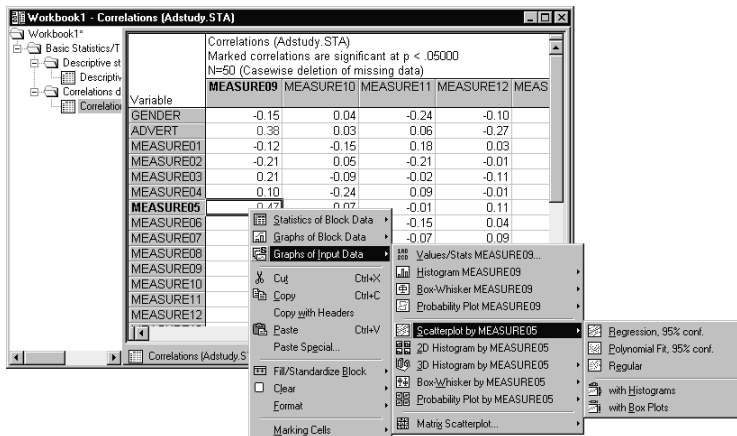 Workbook1 - Correlations (Adstudy.STA)
Workbook1*
Basic Statistics/T
Descriptive st
Descriptiv
Correlations d
Correlation
Correlations (Adstudy.STA)
Marked correlations are significant at p < .05000
N=50 (Casewise deletion of missing data)
Variable MEASURE09 MEASURE10 MEASURE11 MEASURE12 MEAS
GENDER -0.15 0.04 -0.24 -0.10
ADVERT 0.38 0.03 0.06 -0.27
MEASURE01 -0.12 -0.15 0.18 0.03
MEASURE02 -0.21 0.05 -0.21 -0.01
MEASURE03 0.21 -0.09 -0.02 -0.11
MEASURE04 0.10 -0.24 0.09 -0.01
MEASURE05 0.47 0.07 -0.01 0.11
MEASURE06 -0.15 0.04
MEASURE07 -0.07 0.09
MEASURE08
MEASURE09
MEASURE10
MEASURE11
MEASURE12
Correlations (Adstudy.S
Statistics of Block Data
Graphs of Block Data
Graphs of Input Data
Cut Ctrl+X
Copy Ctrl+C
Copy with Headers
Paste Ctrl+V
Paste Special...
Fill/Standardize Block
Clear
Format
Marking Cells
Values/Stats MEASURE09...
Histogram MEASURE09
Box-Whisker MEASURE09
Probability Plot MEASURE09
Scatterplot by MEASURE05
2D Histogram by MEASURE05
3D Histogram by MEASURE05
Box-Whisker by MEASURE05
Probability Plot by MEASURE05
Matrix Scatterplot...
Regression, 95% conf.
Polynomial Fit, 95% conf.
Regular
with Histograms
with Box Plots